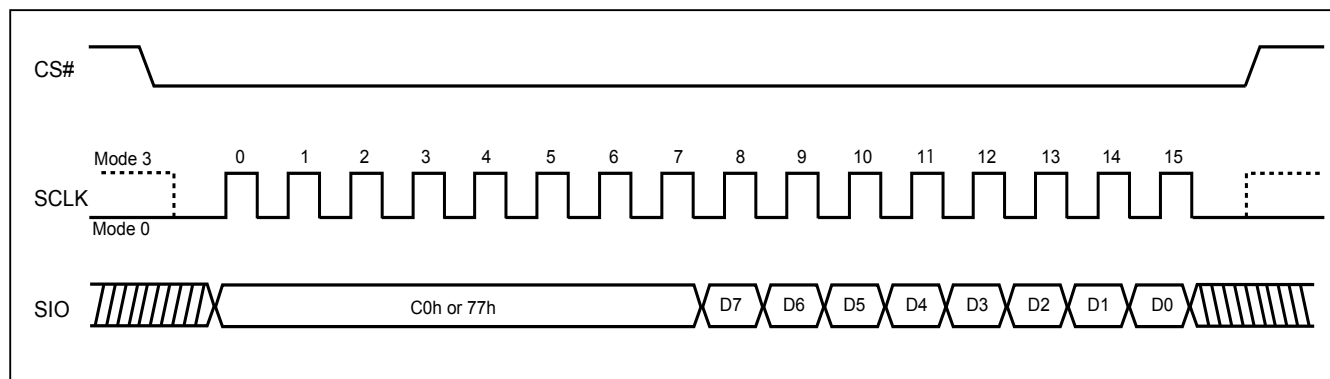 CS#
Mode 3
0 1 2 3 4 5 6 7 8 9 10 11 12 13 14 15
SCLK
Mode 0
SIO
C0h or 77h D7 D6 D5 D4 D3 D2 D1 D0